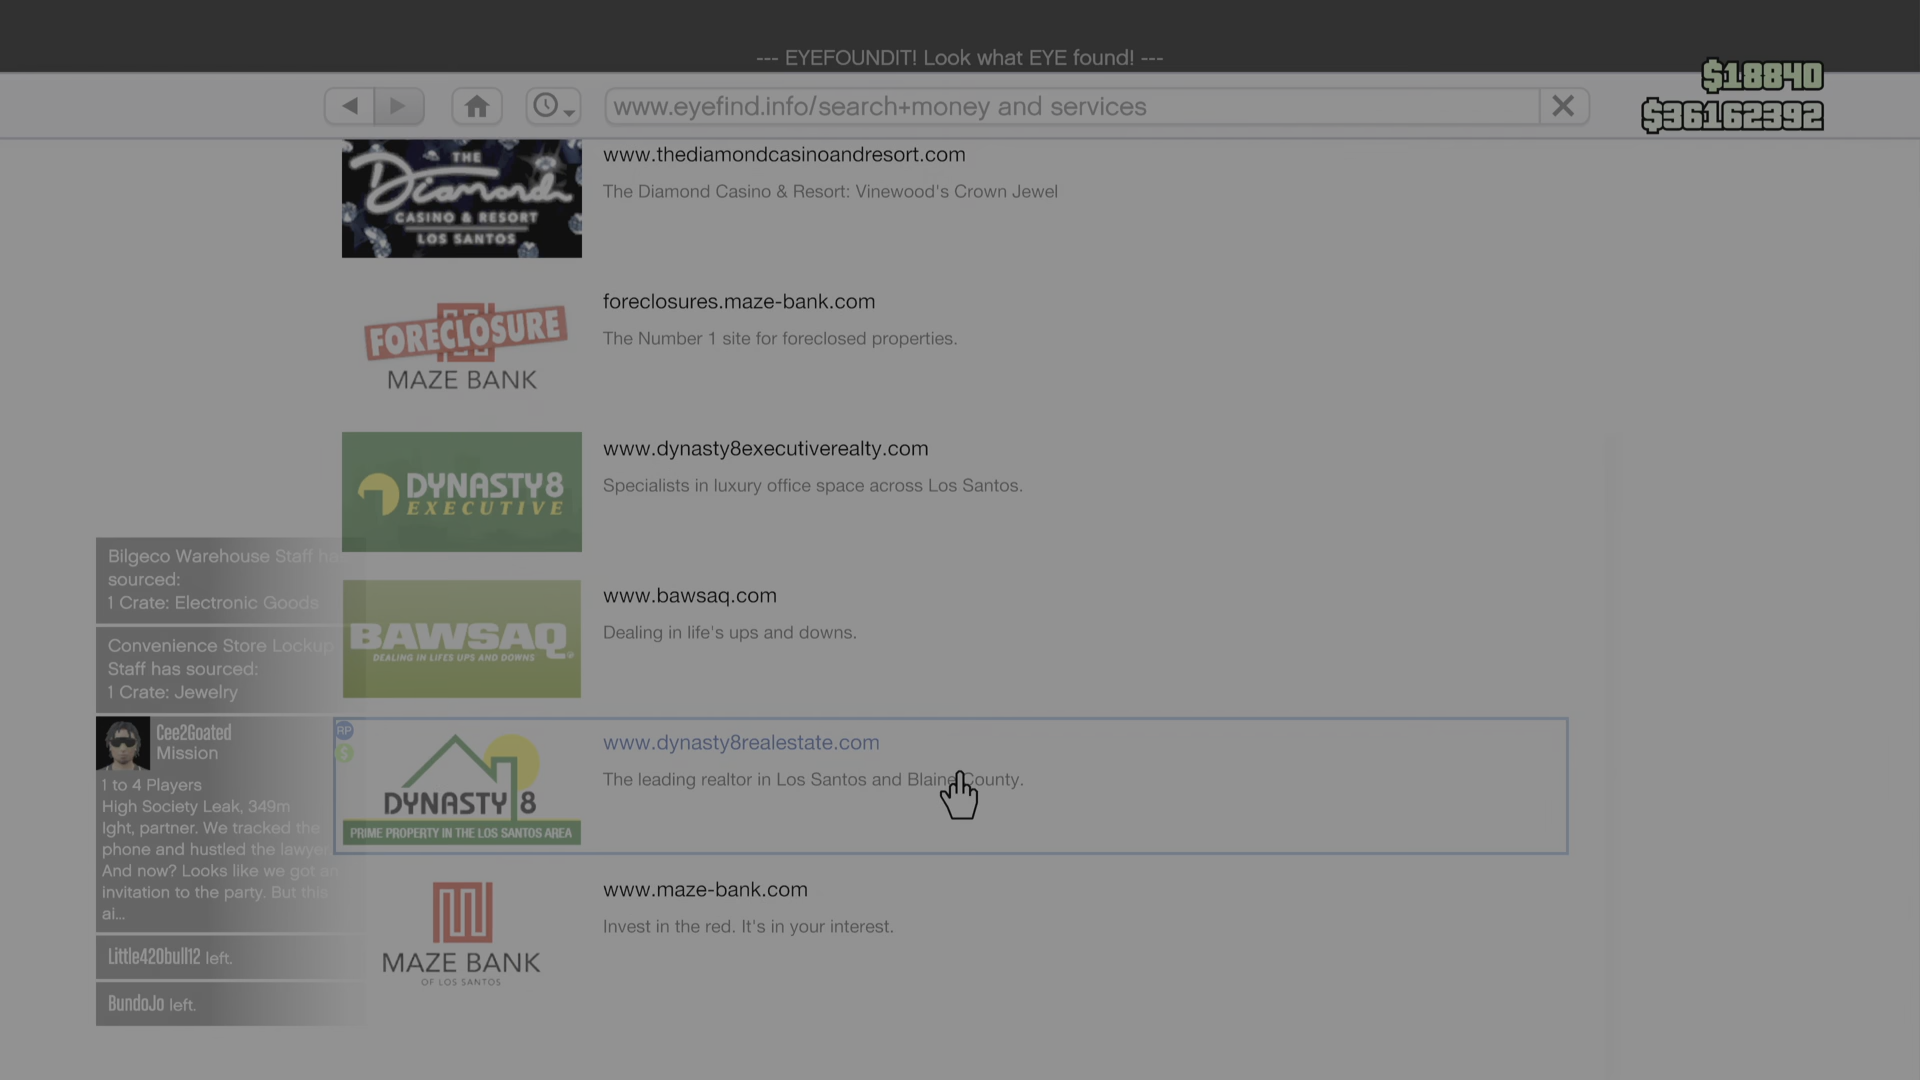 --- EYEFOUNDIT! Look what EYE found! ---
$18840
www.eyefind.info/search+money and services
$36162392
THE
Diamond
CASINO & RESORT
LOS SANTOS
www.thediamondcasinoandresort.com
The Diamond Casino & Resort: Vinewood's Crown Jewel
FORECLOSURE
MAZE BANK
foreclosures.maze-bank.com
The Number 1 site for foreclosed properties.
DYNASTY8
EXECUTIVE
www.dynasty8executiverealty.com
Specialists in luxury office space across Los Santos.
BAWSAQ
DEALING IN LIFES UPS AND DOWNS
www.bawsaq.com
Dealing in life's ups and downs.
RP
$
DYNASTY 8
PRIME PROPERTY IN THE LOS SANTOS AREA
www.dynasty8realestate.com
The leading realtor in Los Santos and Blaine County.
MAZE BANK
OF LOS SANTOS
www.maze-bank.com
Invest in the red. It's in your interest.
Bilgeco Warehouse Staff ha
sourced:
1 Crate: Electronic Goods
Convenience Store Lockup
Staff has sourced:
1 Crate: Jewelry
Cee2Goated
Mission
1 to 4 Players
High Society Leak, 349m
Ight, partner. We tracked the
phone and hustled the lawyer
And now? Looks like we got an
invitation to the party. But this
ai...
Little420bull12 left.
BundoJo left.